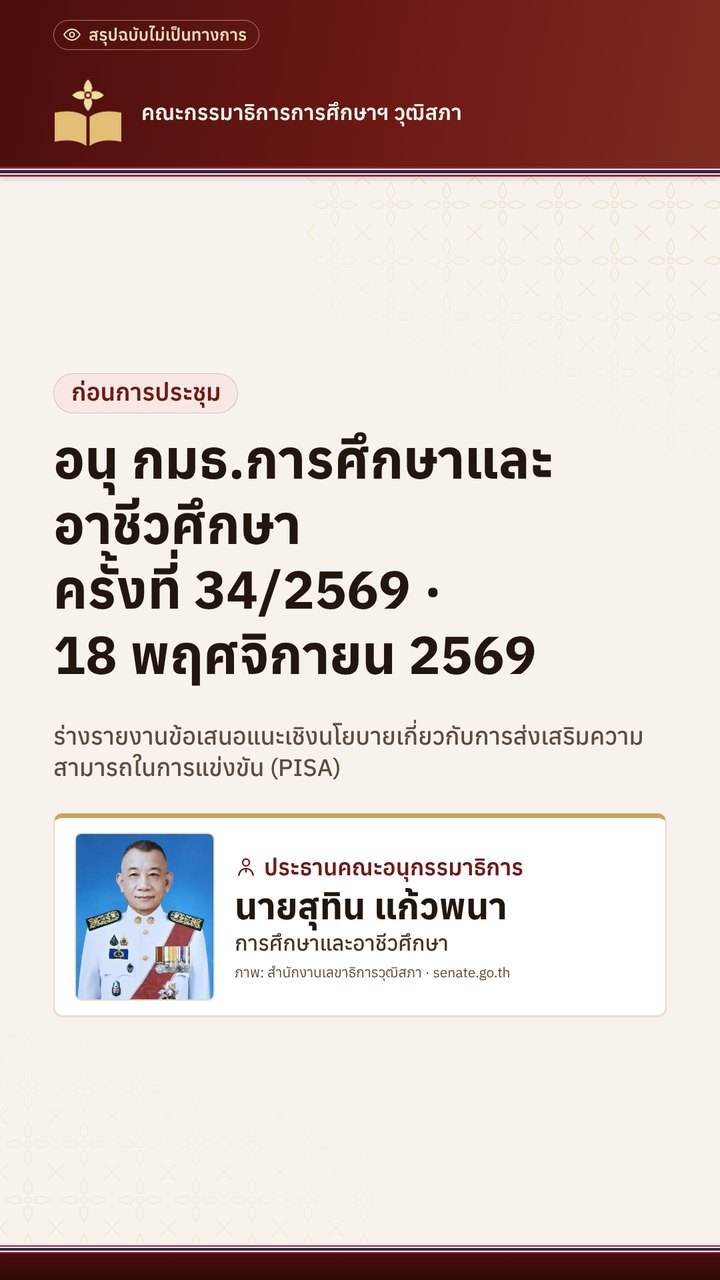 สรุปฉบับไม่เป็นทางการ
คณะกรรมาธิการการศึกษาฯ วุฒิสภา
ก่อนการประชุม
อนุ กมธ.การศึกษาและ
อาชีวศึกษา
ครั้งที่ 34/2569 ·
18 พฤศจิกายน 2569
ร่างรายงานข้อเสนอแนะเชิงนโยบายเกี่ยวกับการส่งเสริมความ
สามารถในการแข่งขัน (PISA)
ประธานคณะอนุกรรมาธิการ
นายสุทิน แก้วพนา
การศึกษาและอาชีวศึกษา
ภาพ: สำนักงานเลขาธิการวุฒิสภา · senate.go.th